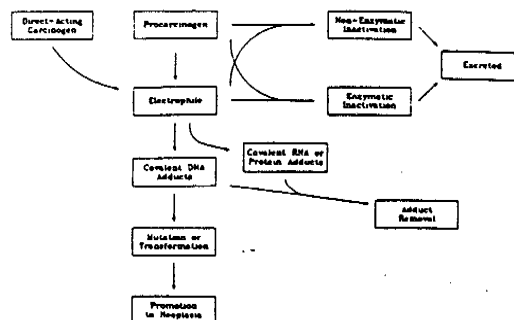 Direct-Acting
Carcinogen
Procarcinogen
Non-Enzymatic
Inactivation
Excreted
Electrophile
Enzymatic
Inactivation
Covalent DNA
Adducts
Covalent RNA or
Protein Adducts
Adduct
Removal
Mutation or
Transformation
Promotion
to Neoplasia